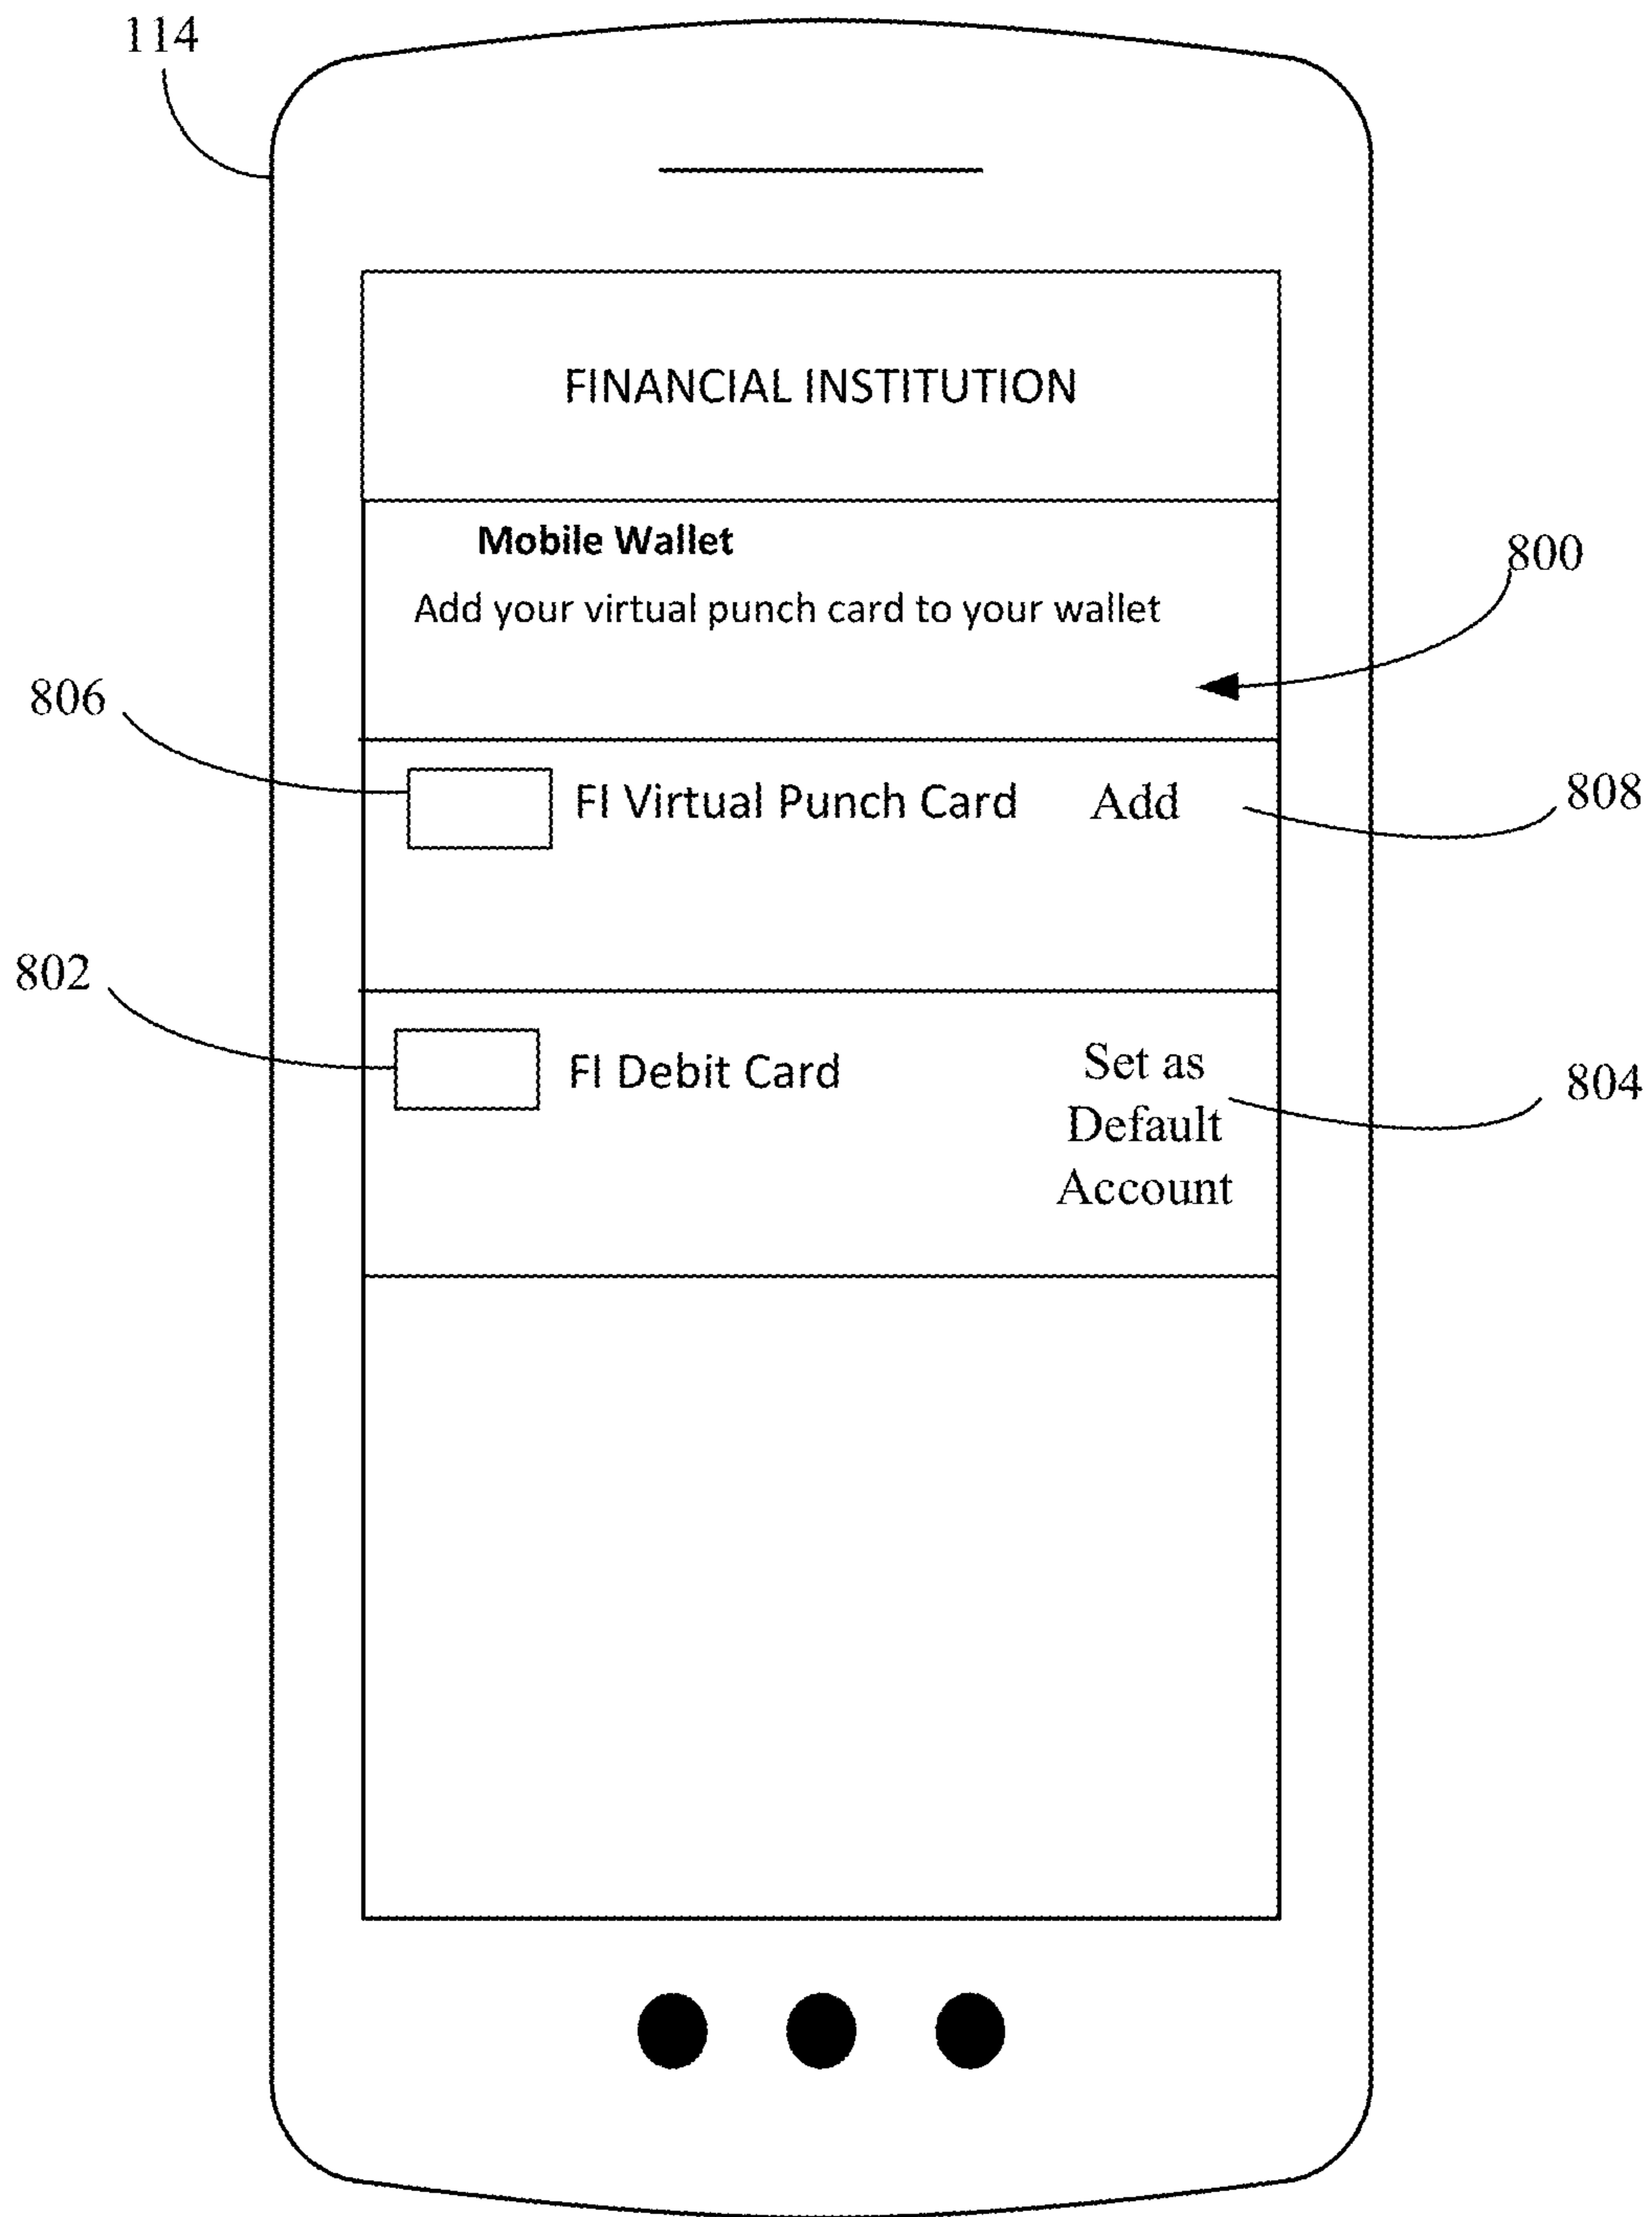 114
FINANCIAL INSTITUTION
Mobile Wallet
800
Add your virtual punch card to your wallet
806
FI Virtual Punch Card Add
808
802
FI Debit Card
Set as
Default
Account
804